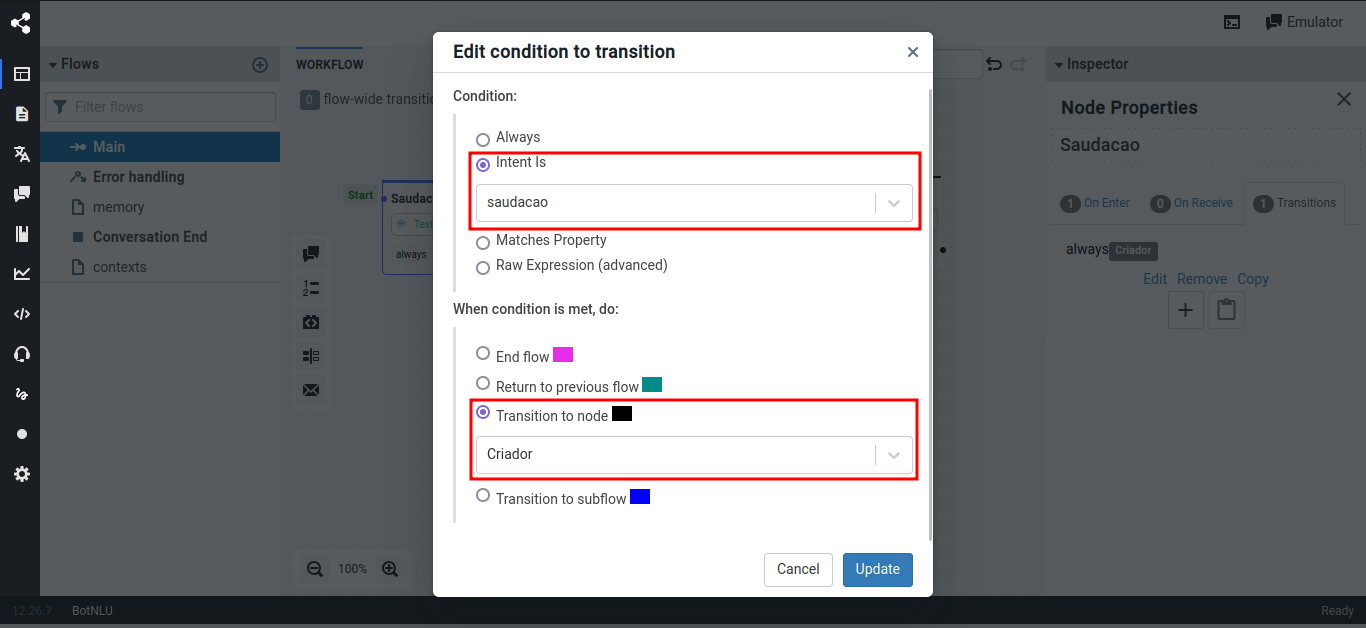 Emulator
Flows
WORKFLOW
0 flow-wide transitio
Filter flows
Main
Error handling
memory
Conversation End
contexts
Start
Saudac
Text
always
1
2
100%
Edit condition to transition
Condition:
Always
Intent Is
saudacao
Matches Property
Raw Expression (advanced)
When condition is met, do:
End flow
Return to previous flow
Transition to node
Criador
Transition to subflow
Cancel Update
Inspector
Node Properties
Saudacao
1 On Enter 0 On Receive 1 Transitions
always Criador
Edit Remove Copy
12.26.7 BotNLU
Ready